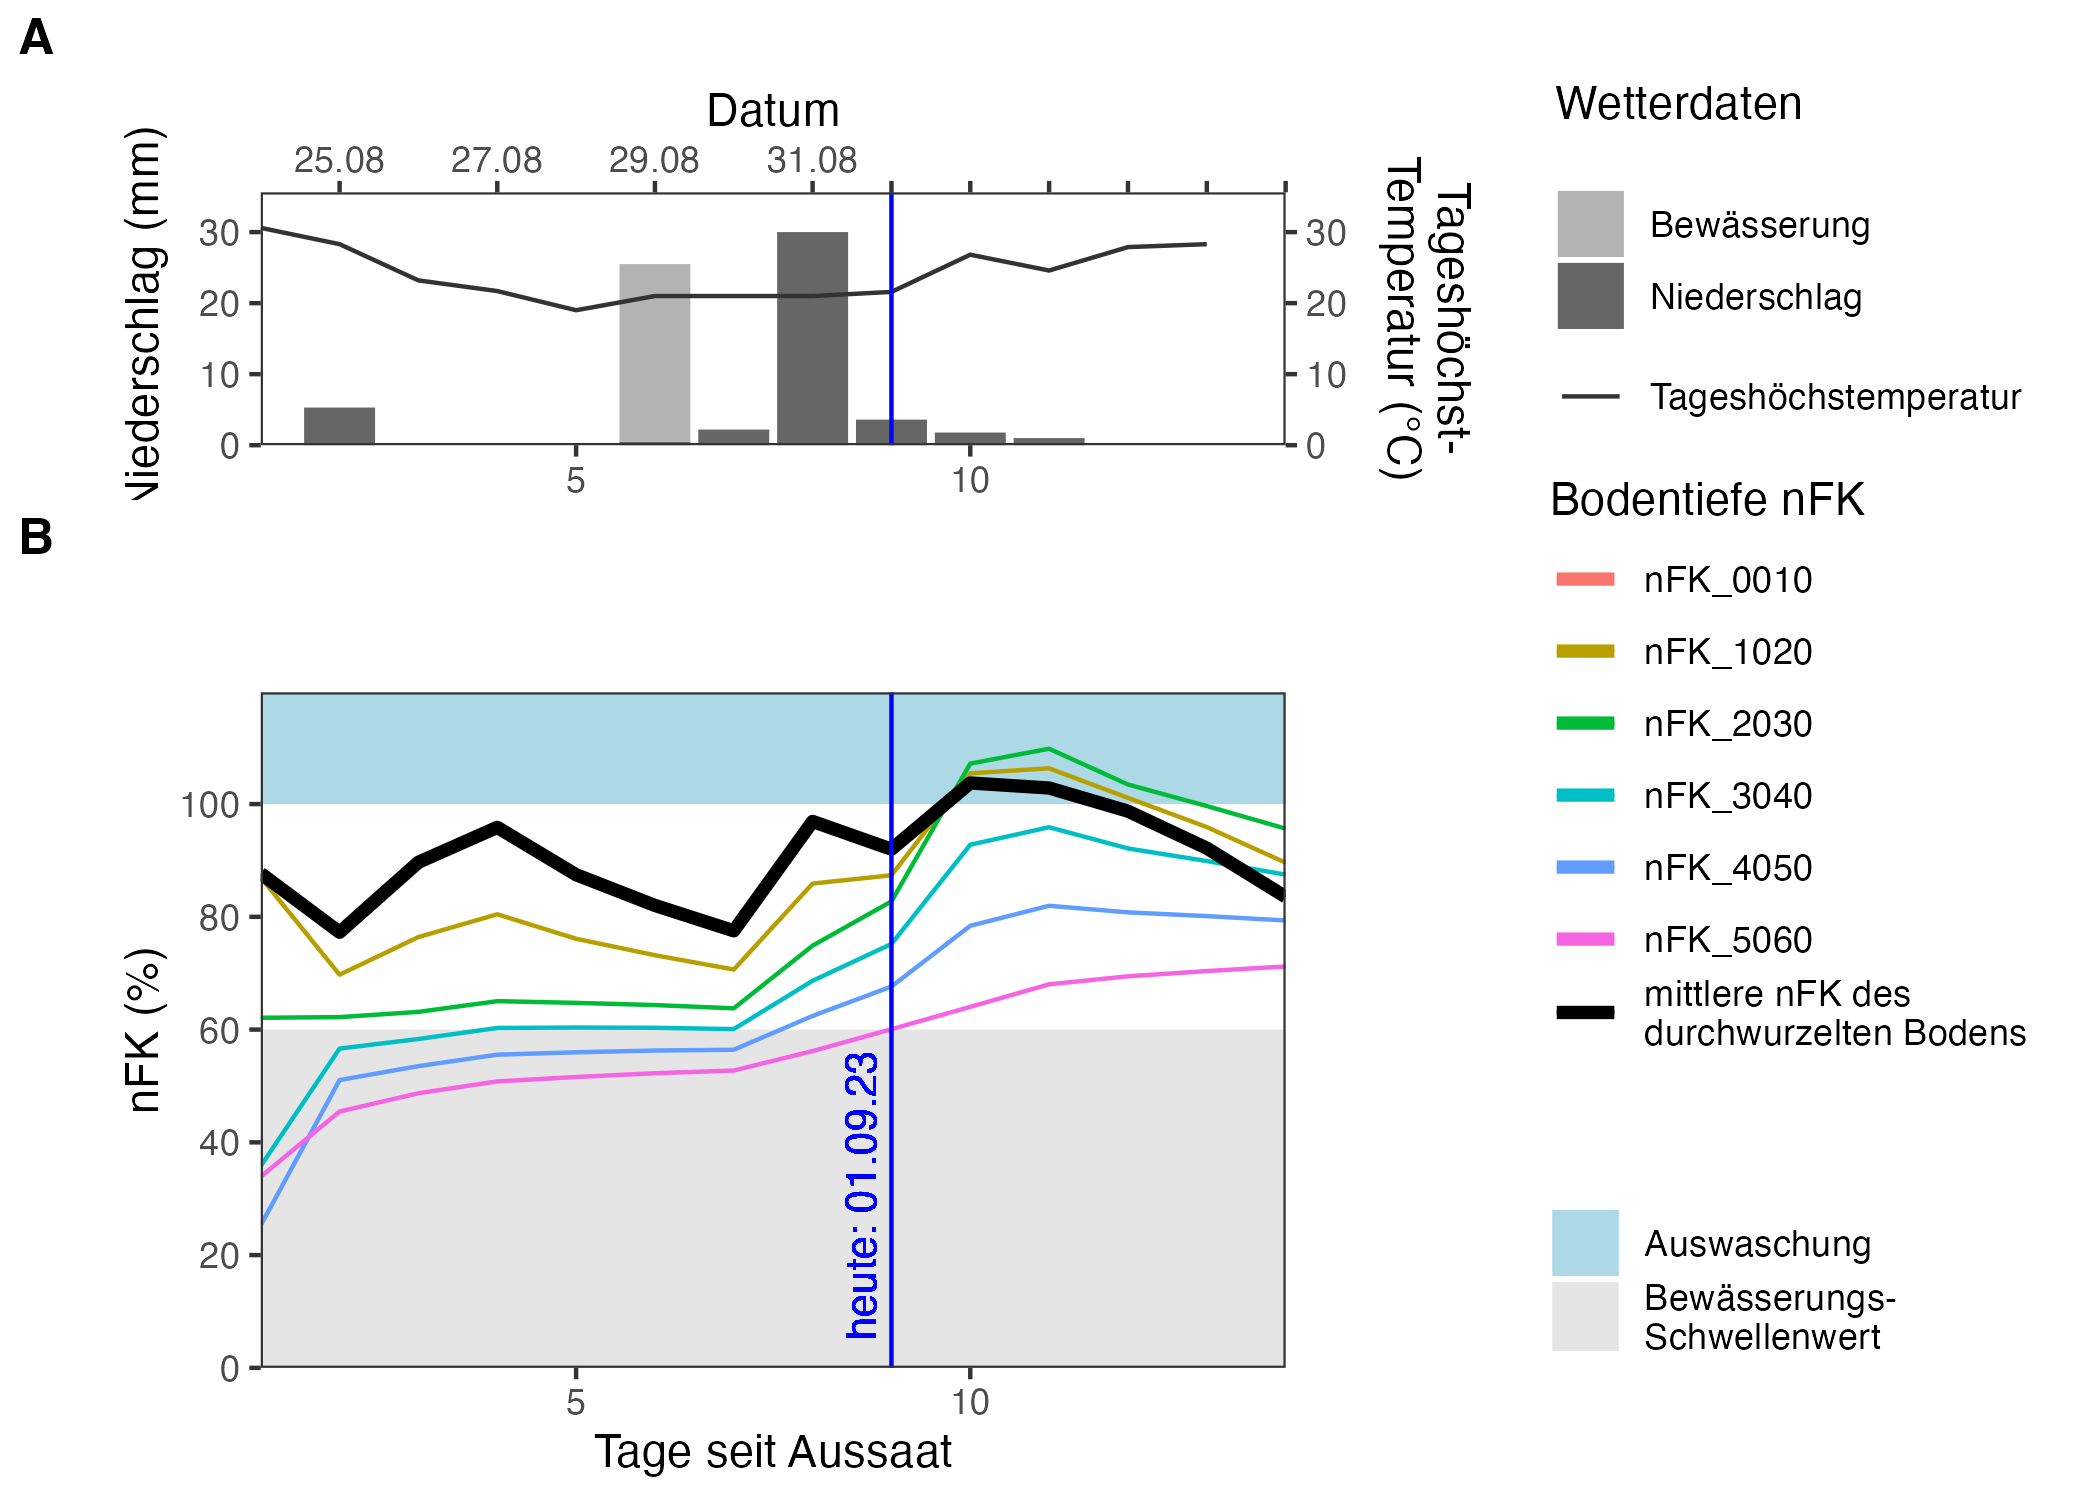 A
Datum
25.08 27.08 29.08 31.08
Niederschlag (mm)
30
20
10
0
30
20
10
0
Tageshöchst-
Temperatur (°C)
5 10
Wetterdaten
Bewässerung
Niederschlag
Tageshöchstemperatur
Bodentiefe nFK
nFK_0010
nFK_1020
nFK_2030
nFK_3040
nFK_4050
nFK_5060
mittlere nFK des
durchwurzelten Bodens
Auswaschung
Bewässerungs-
Schwellenwert
B
nFK (%)
100
80
60
40
20
0
heute: 01.09.23
5 10
Tage seit Aussaat